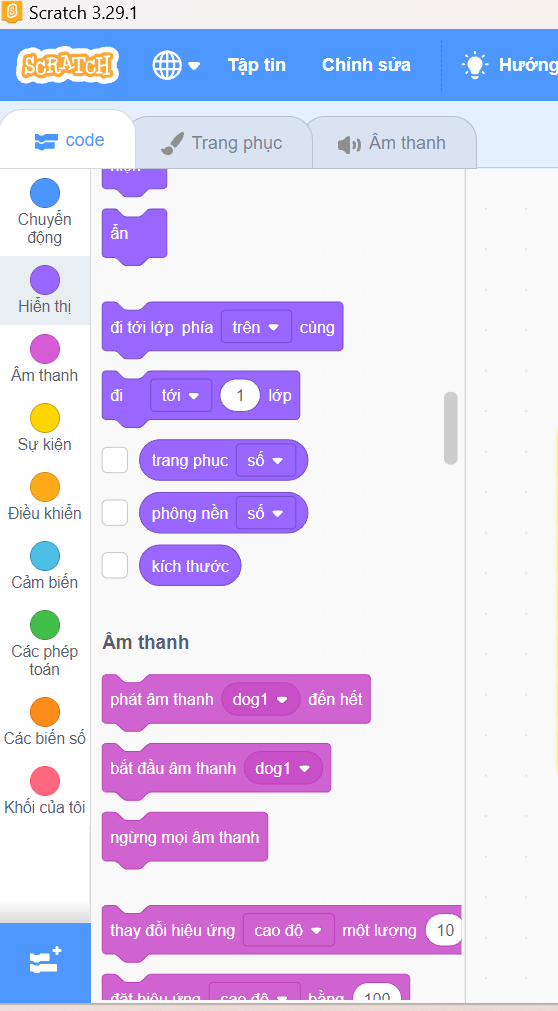 Scratch 3.29.1
SCRATCH
Tập tin
Chỉnh sửa
Hướng
code
Trang phục
Âm thanh
Chuyển động
Hiển thị
Âm thanh
Sự kiện
Điều khiển
Cảm biến
Các phép toán
Các biến số
Khối của tôi
hiện
ẩn
đi tới lớp phía trên cùng
đi tới 1 lớp
trang phục số
phông nền số
kích thước
Âm thanh
phát âm thanh dog1 đến hết
bắt đầu âm thanh dog1
ngừng mọi âm thanh
thay đổi hiệu ứng cao độ một lượng 10
đặt hiệu ứng cao độ bằng 100